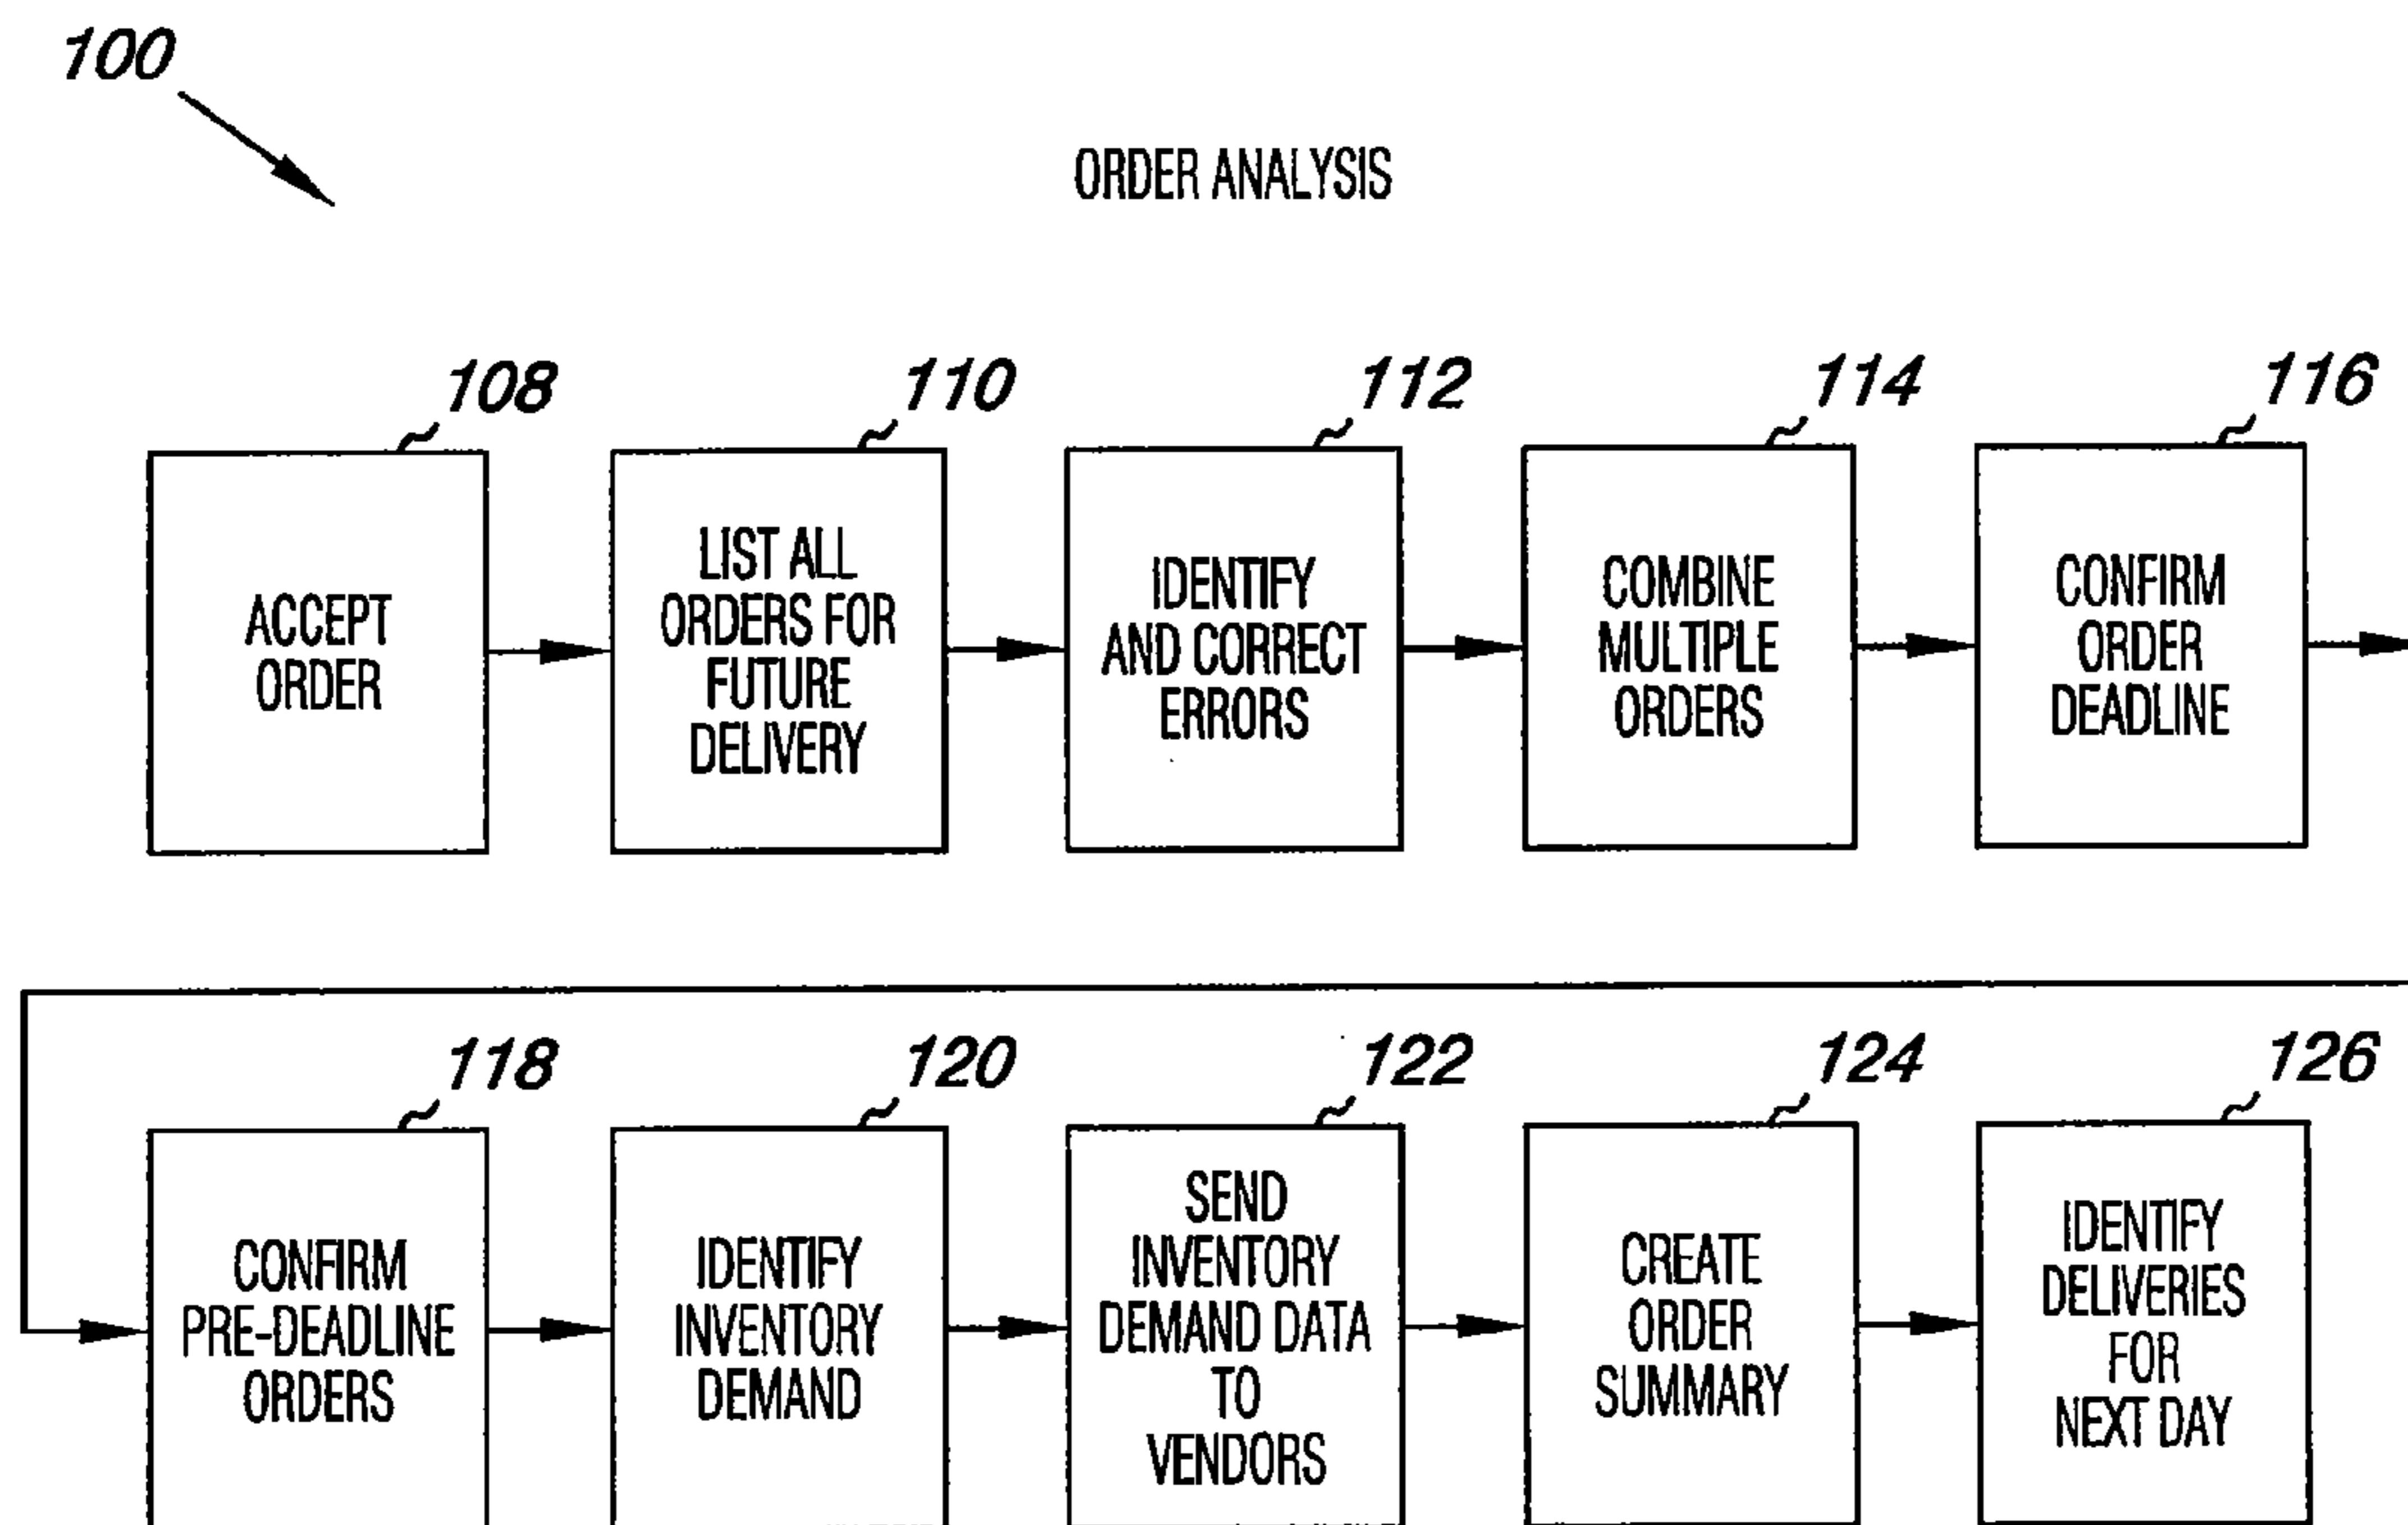 100
ORDER ANALYSIS
108
110
112
114
116
ACCEPT
ORDER
LIST ALL
ORDERS FOR
FUTURE
DELIVERY
IDENTIFY
AND CORRECT
ERRORS
COMBINE
MULTIPLE
ORDERS
CONFIRM
ORDER
DEADLINE
118
120
122
124
126
CONFIRM
PRE-DEADLINE
ORDERS
IDENTIFY
INVENTORY
DEMAND
SEND
INVENTORY
DEMAND DATA
TO
VENDORS
CREATE
ORDER
SUMMARY
IDENTIFY
DELIVERIES
FOR
NEXT DAY